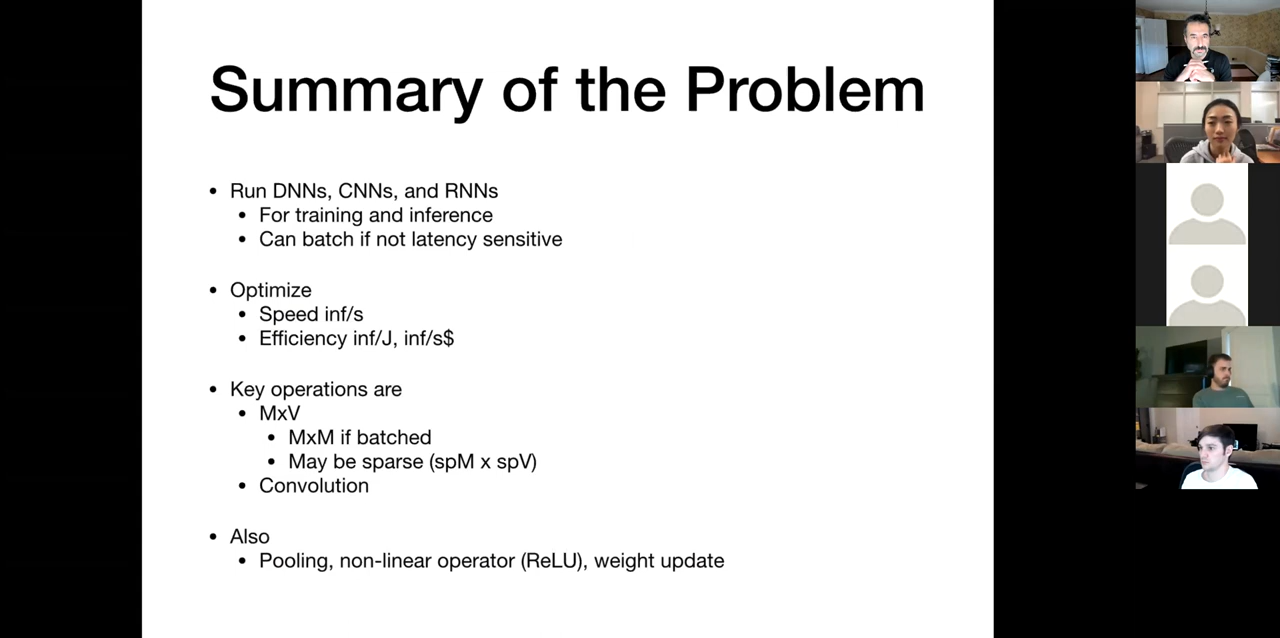 Summary of the Problem
• Run DNNs, CNNs, and RNNs
• For training and inference
• Can batch if not latency sensitive
• Optimize
• Speed inf/s
• Efficiency inf/J, inf/s$
• Key operations are
• MxV
• MxM if batched
• May be sparse (spM x spV)
• Convolution
• Also
• Pooling, non-linear operator (ReLU), weight update